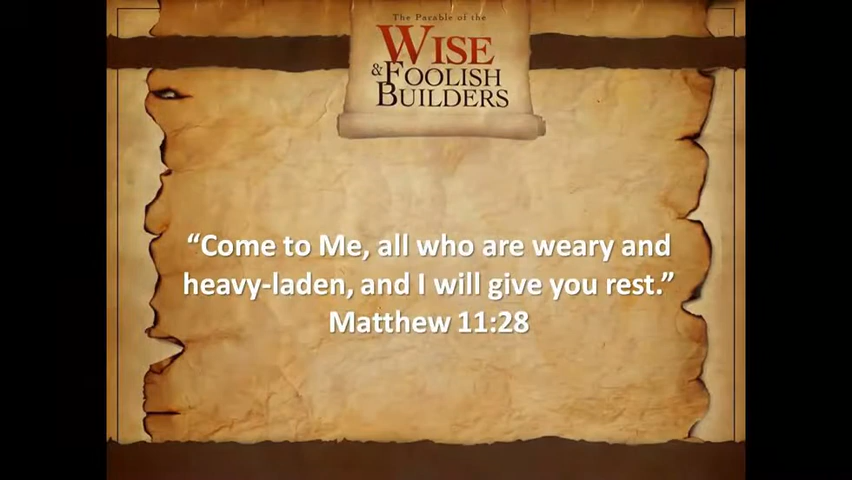 The Parable of the
WISE
& FOOLISH
BUILDERS
“Come to Me, all who are weary and
heavy-laden, and I will give you rest.”
Matthew 11:28